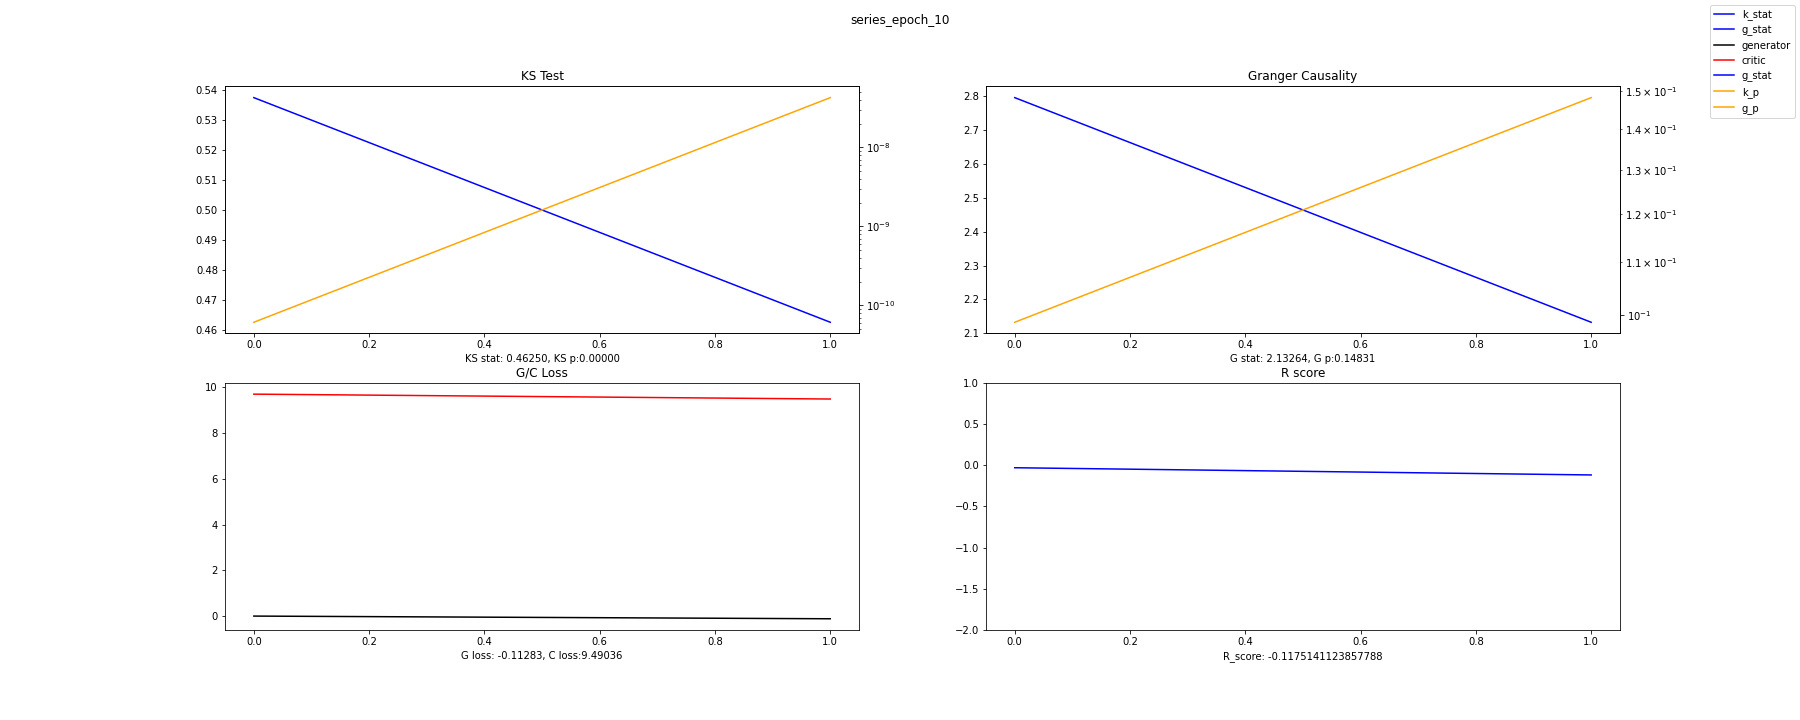 series_epoch_10
k_stat
g_stat
generator
critic
g_stat
k_p
g_p
KS Test
0.54
0.53
0.52
0.51
0.50
0.49
0.48
0.47
0.46
10⁻⁸
10⁻⁹
10⁻¹⁰
0.0 0.2 0.4 0.6 0.8 1.0
KS stat: 0.46250, KS p:0.00000
Granger Causality
2.8
2.7
2.6
2.5
2.4
2.3
2.2
2.1
1.5 × 10⁻¹
1.4 × 10⁻¹
1.3 × 10⁻¹
1.2 × 10⁻¹
1.1 × 10⁻¹
10⁻¹
0.0 0.2 0.4 0.6 0.8 1.0
G stat: 2.13264, G p:0.14831
G/C Loss
10
8
6
4
2
0
0.0 0.2 0.4 0.6 0.8 1.0
G loss: -0.11283, C loss:9.49036
R score
1.0
0.5
0.0
−0.5
−1.0
−1.5
−2.0
0.0 0.2 0.4 0.6 0.8 1.0
R_score: -0.1175141123857788